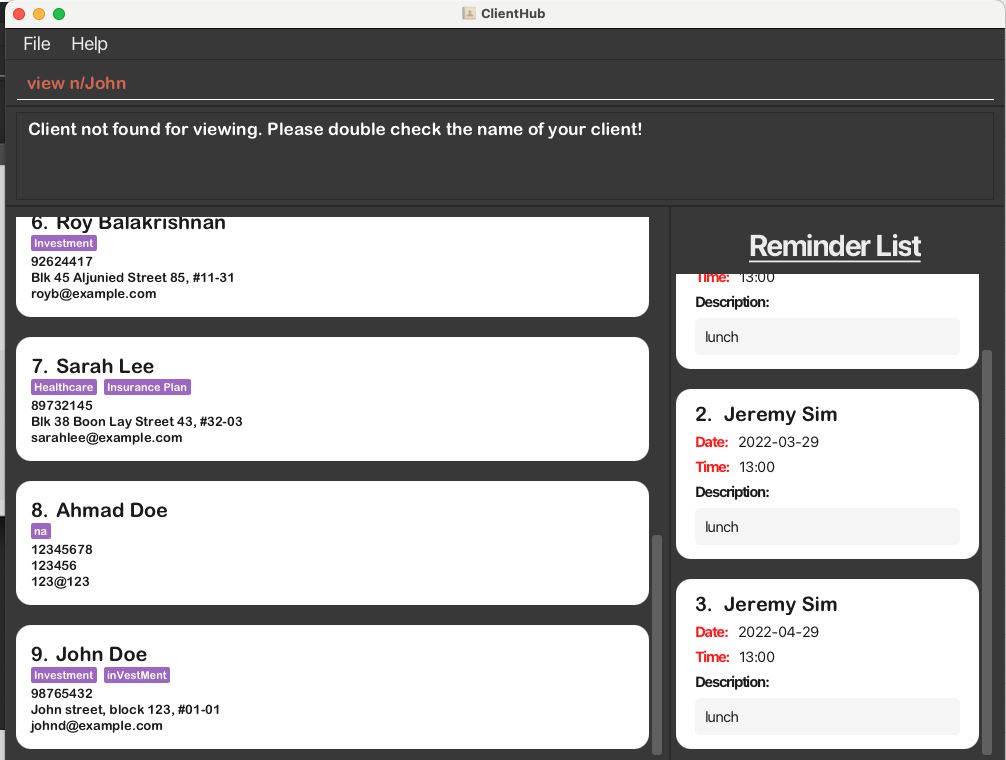 ClientHub
File Help
view n/John
Client not found for viewing. Please double check the name of your client!
6. Roy Balakrishnan
Investment
92624417
Blk 45 Aljunied Street 85, #11-31
royb@example.com
7. Sarah Lee
Healthcare Insurance Plan
89732145
Blk 38 Boon Lay Street 43, #32-03
sarahlee@example.com
8. Ahmad Doe
na
12345678
123456
123@123
9. John Doe
Investment inVestMent
98765432
John street, block 123, #01-01
johnd@example.com
Reminder List
Time: 13:00
Description:
lunch
2. Jeremy Sim
Date: 2022-03-29
Time: 13:00
Description:
lunch
3. Jeremy Sim
Date: 2022-04-29
Time: 13:00
Description:
lunch